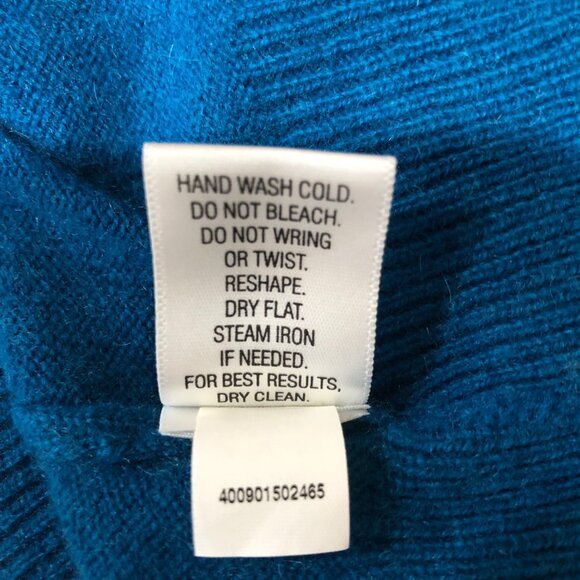 HAND WASH COLD.
DO NOT BLEACH.
DO NOT WRING
OR TWIST.
RESHAPE.
DRY FLAT.
STEAM IRON
IF NEEDED.
FOR BEST RESULTS,
DRY CLEAN.
400901502465